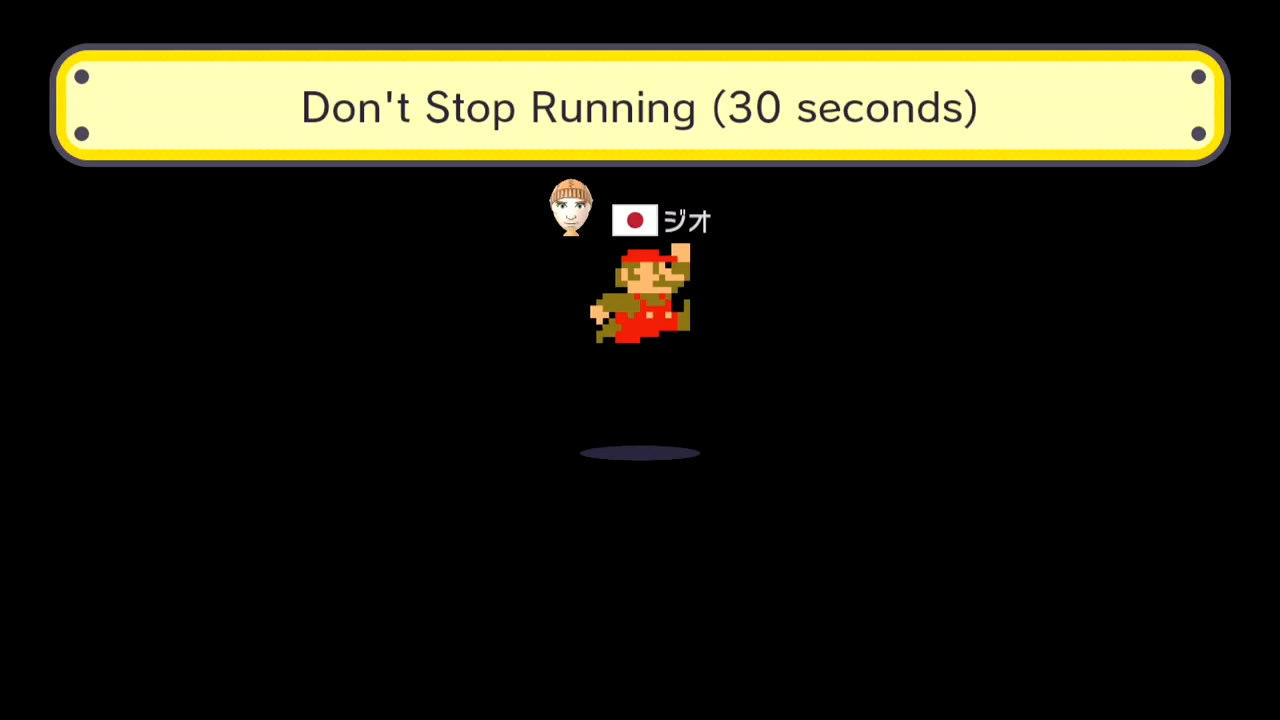 Don't Stop Running (30 seconds)
ジオ